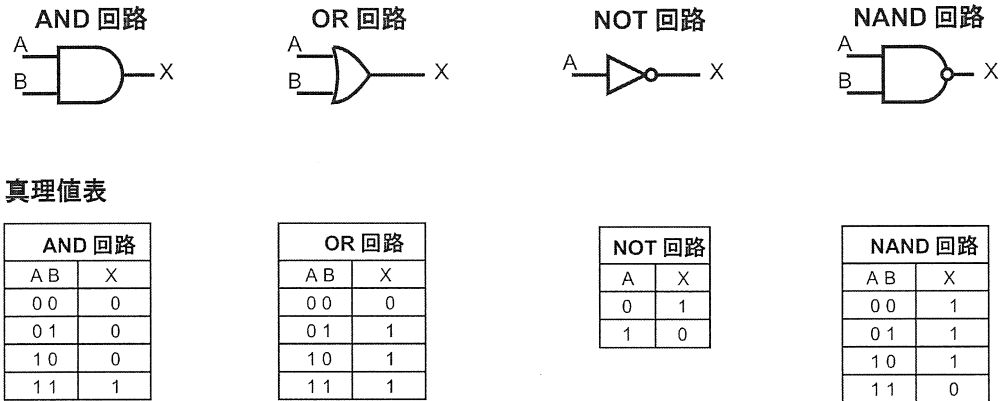 AND 回路 OR 回路 NOT 回路 NAND 回路
A A A
A X X X X
B B B
真理値表
AND 回路 OR 回路 NOT 回路 NAND 回路
A B X A B X A X A B X
0 0 0 0 0 0 0 1 0 0 1
0 1 0 0 1 1 1 0 0 1 1
1 0 0 1 0 1 1 0 1
1 1 1 1 1 1 1 1 0